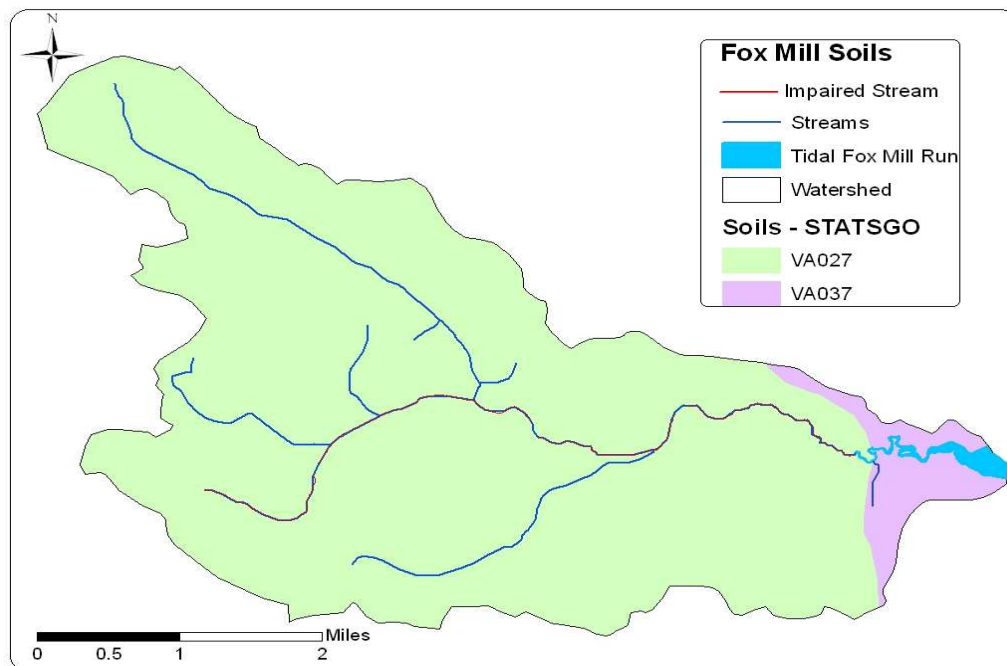 N
Fox Mill Soils
Impaired Stream
Streams
Tidal Fox Mill Run
Watershed
Soils - STATSGO
VA027
VA037
Miles
0 0.5 1 2